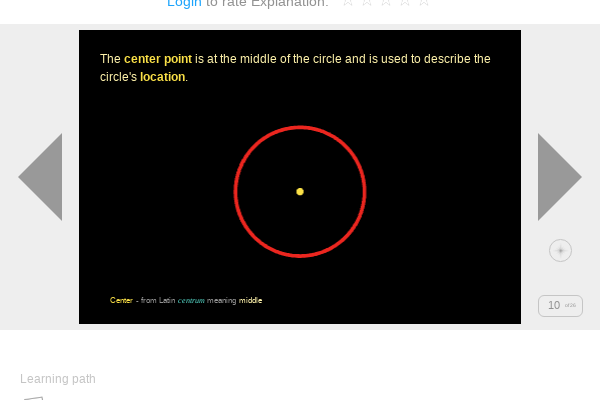 Login to rate Explanation:
The center point is at the middle of the circle and is used to describe the
circle's location.
Center - from Latin centrum meaning middle
10 of 26
Learning path